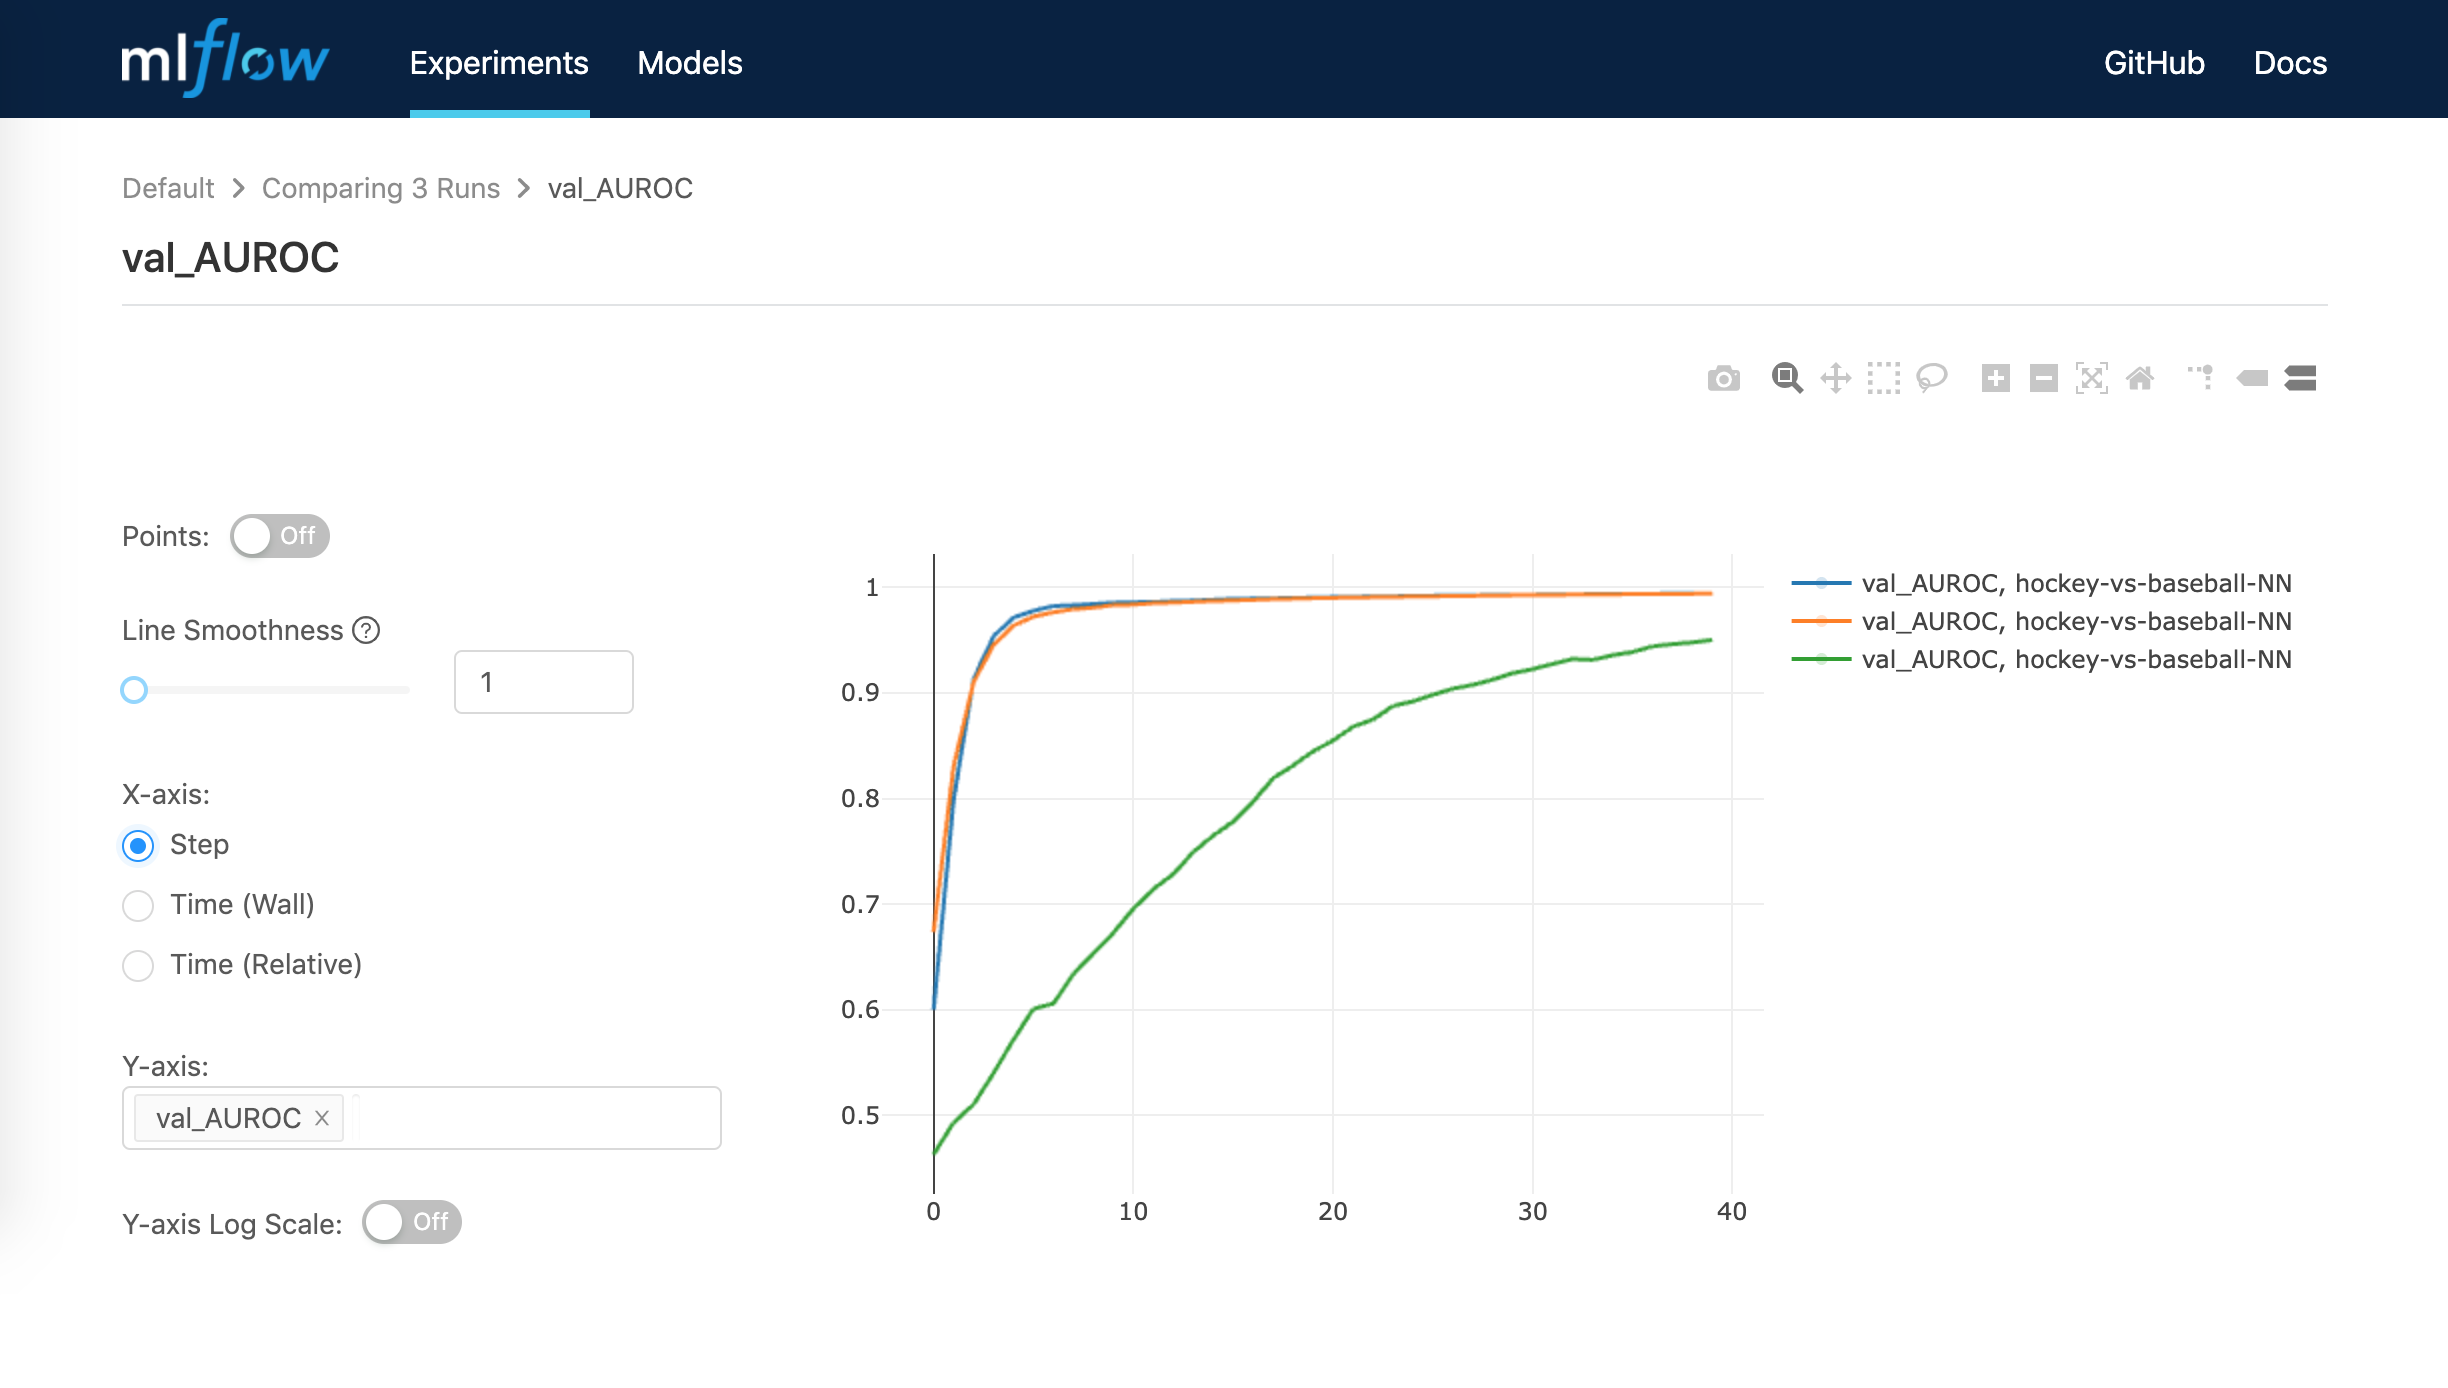 mlflow Experiments Models GitHub Docs
Default > Comparing 3 Runs > val_AUROC
val_AUROC
Points: Off
Line Smoothness ?
1
X-axis:
Step
Time (Wall)
Time (Relative)
Y-axis:
val_AUROC X
Y-axis Log Scale: Off
1
0.9
0.8
0.7
0.6
0.5
0 10 20 30 40
val_AUROC, hockey-vs-baseball-NN
val_AUROC, hockey-vs-baseball-NN
val_AUROC, hockey-vs-baseball-NN